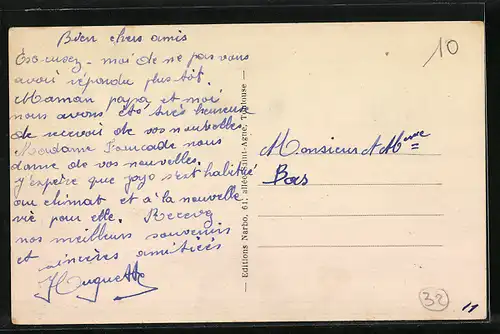 Bien chers amis
Excusez-moi de ne pas vous
avoir répondu plus tôt.
Maman papa et moi
nous avons été très heureux
de recevoir de vos nouvelles.
Madame Fourcade nous
donne de vos nouvelles.
J'espère que jojo s'est habitué
au climat et à la nouvelle
vie pour elle. Recevez
nos meilleurs souvenirs
et sincères amitiées
Huguette
— Editions Narbo, 61, allée Saint-Agne, Toulouse —
10
Monsieur & Mme
Bas
32
11